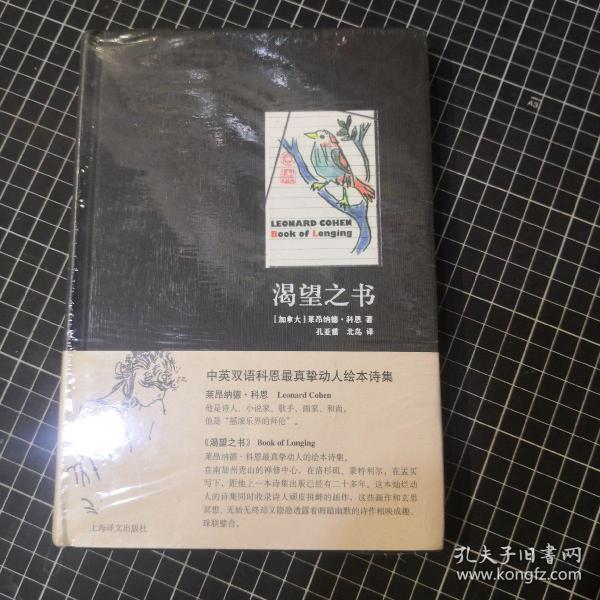 LEONARD COHEN
Book of Longing
渴望之书
[加拿大] 莱昂纳德·科恩 著
孔亚雷 北岛 译
中英双语科恩最真挚动人绘本诗集
莱昂纳德·科恩 Leonard Cohen
他是诗人、小说家、歌手、画家、和尚。
他是“摇滚乐界的拜伦”。
《渴望之书》 Book of Longing
莱昂纳德·科恩最真挚动人的绘本诗集。
在南加州秃山的禅修中心、在洛杉矶、蒙特利尔、在孟买
写下，距他上一本诗集出版已经有二十多年。这本灿烂动
人的诗集同时收录诗人顽皮挑衅的画作，这些画作和玄思
冥想、无始无终却又隐隐透露着晦暗幽默的诗作相映成趣、
珠联璧合。
上海译文出版社
A3
孔夫子旧书网
www.kongfz.com